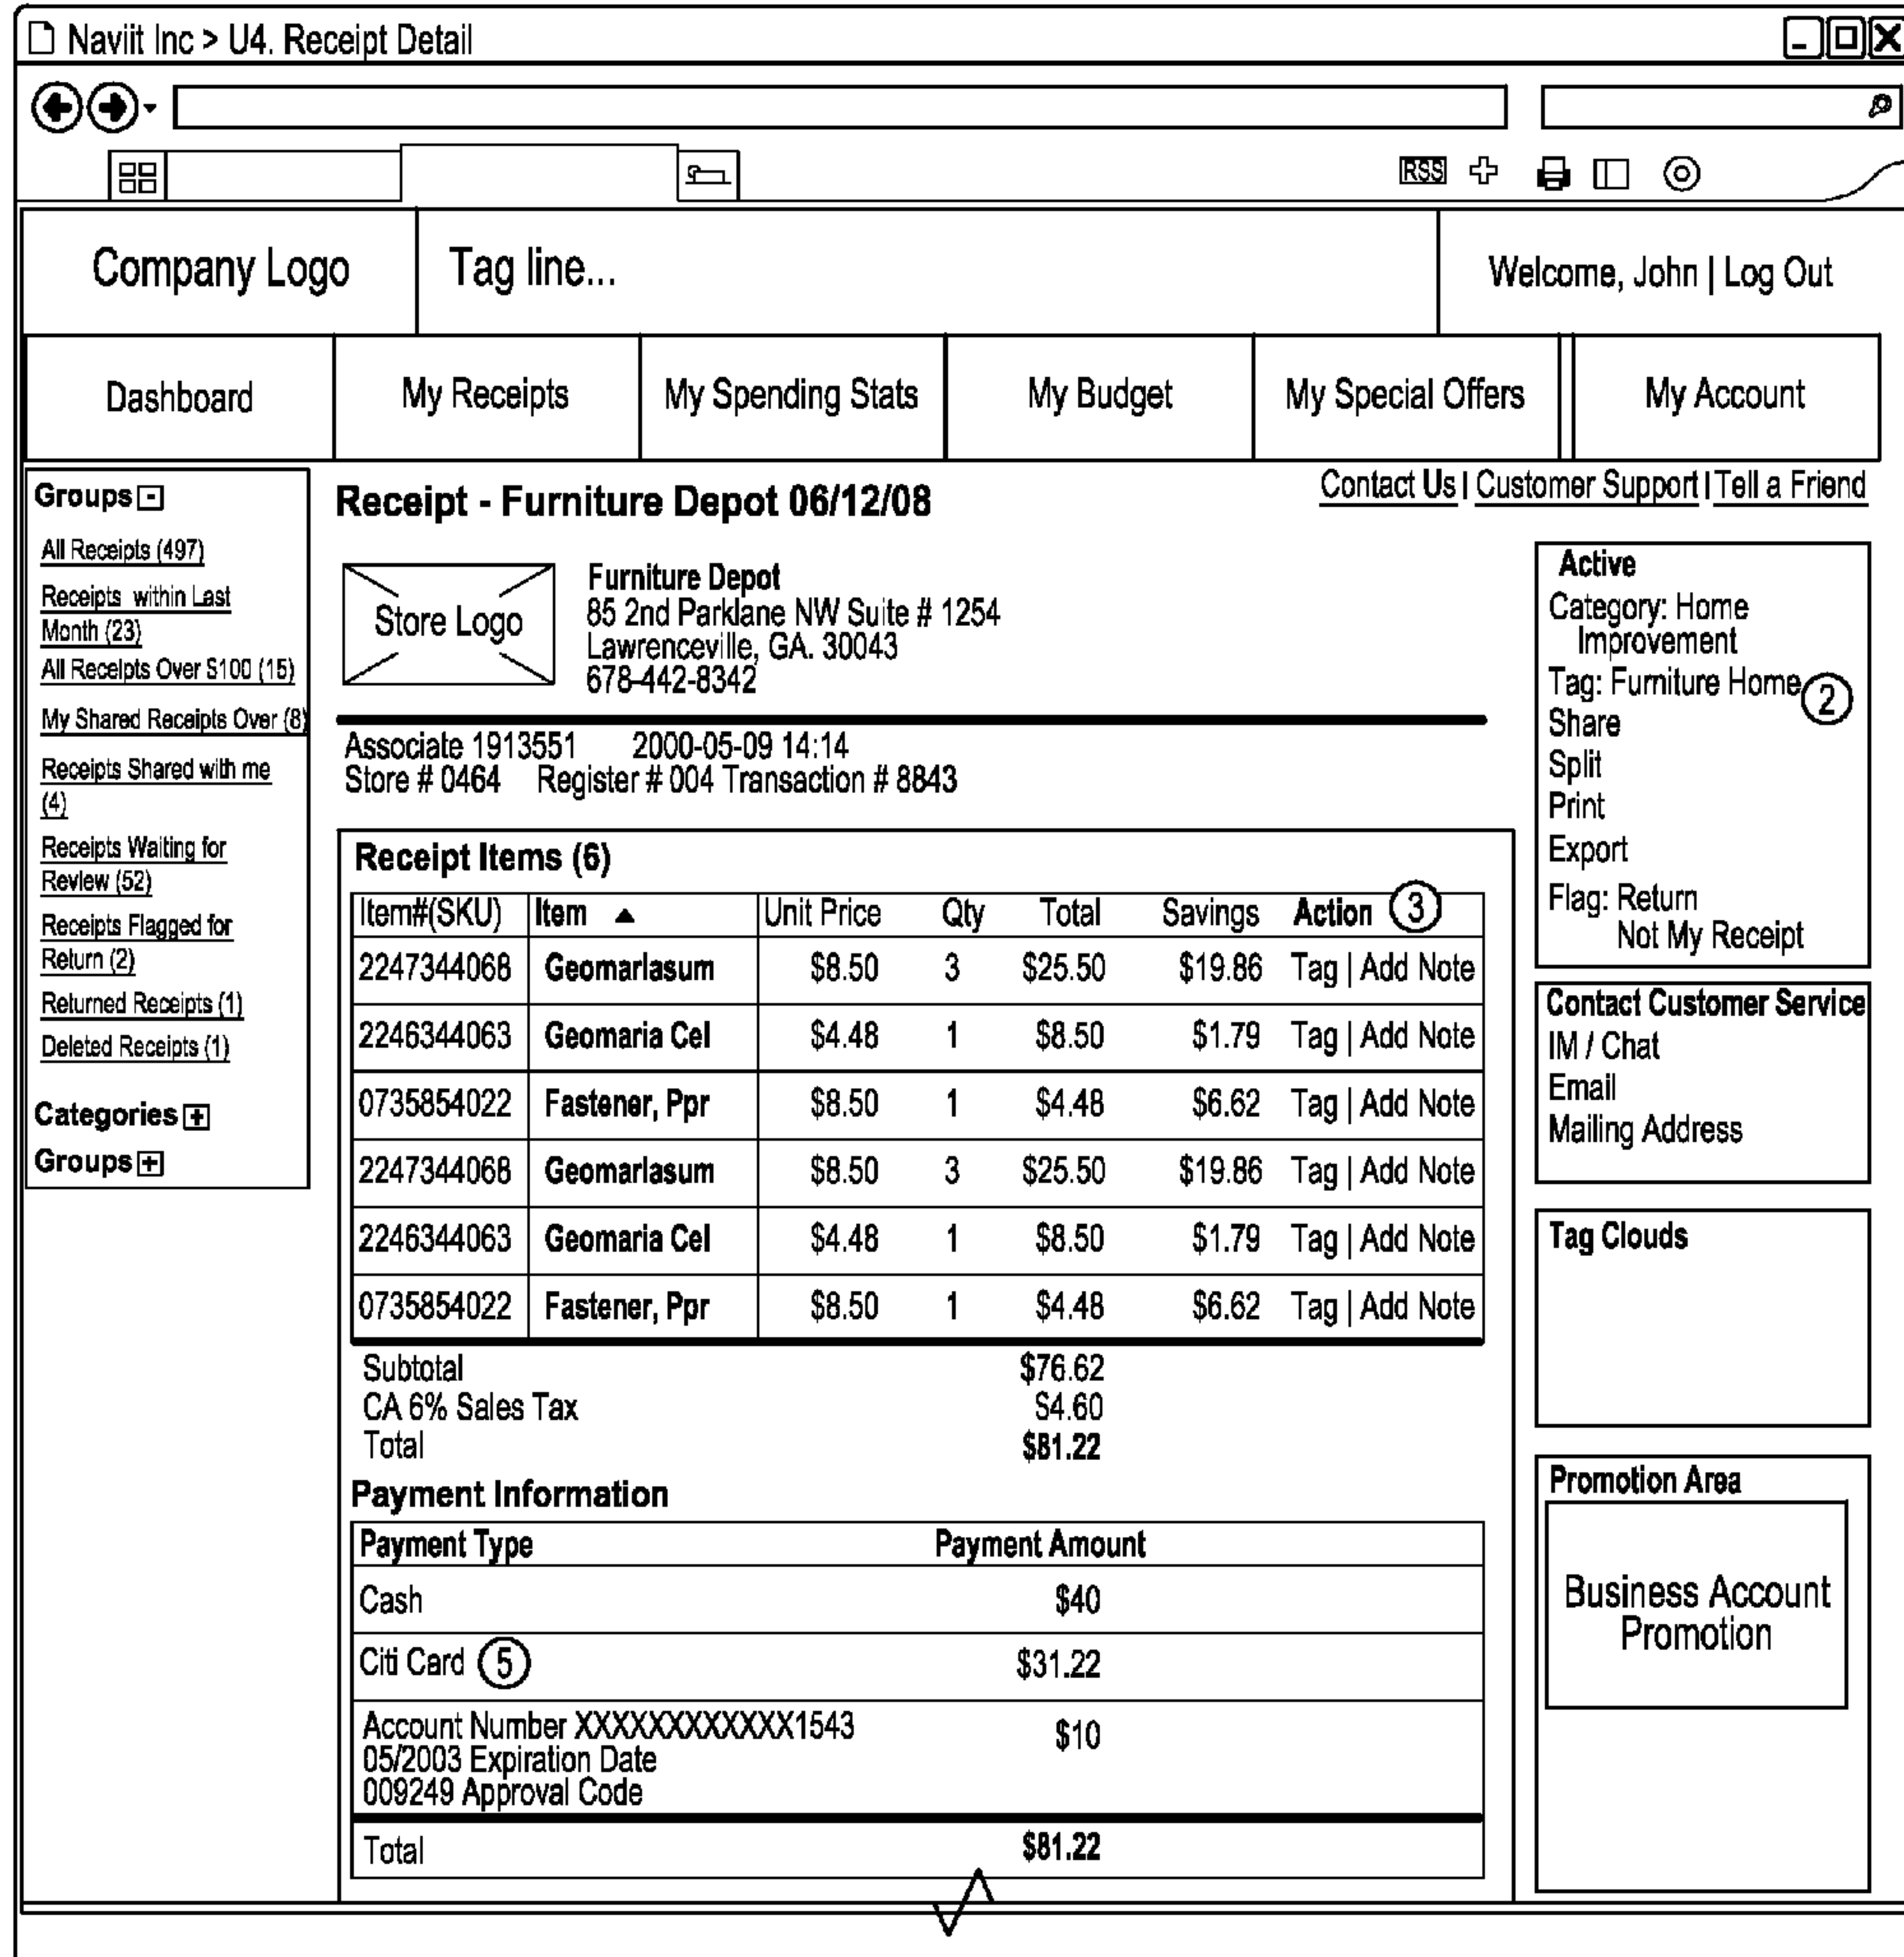 Naviit Inc > U4. Receipt Detail
RSS
Company Logo
Tag line...
Welcome, John | Log Out
Dashboard
My Receipts
My Spending Stats
My Budget
My Special Offers
My Account
Groups -
All Receipts (497)
Receipts within Last
Month (23)
All Receipts Over S100 (15)
My Shared Receipts Over (8)
Receipts Shared with me
(4)
Receipts Waiting for
Review (52)
Receipts Flagged for
Return (2)
Returned Receipts (1)
Deleted Receipts (1)
Categories +
Groups +
Contact Us | Customer Support | Tell a Friend
Receipt - Furniture Depot 06/12/08
Store Logo
Furniture Depot
85 2nd Parklane NW Suite # 1254
Lawrenceville, GA. 30043
678-442-8342
Associate 1913551 2000-05-09 14:14
Store # 0464 Register # 004 Transaction # 8843
Receipt Items (6)
Item#(SKU) Item ▲ Unit Price Qty Total Savings Action 3
2247344068 Geomariasum $8.50 3 $25.50 $19.86 Tag | Add Note
2246344063 Geomaria Cel $4.48 1 $8.50 $1.79 Tag | Add Note
0735854022 Fastener, Ppr $8.50 1 $4.48 $6.62 Tag | Add Note
2247344068 Geomariasum $8.50 3 $25.50 $19.86 Tag | Add Note
2246344063 Geomaria Cel $4.48 1 $8.50 $1.79 Tag | Add Note
0735854022 Fastener, Ppr $8.50 1 $4.48 $6.62 Tag | Add Note
Subtotal $76.62
CA 6% Sales Tax S4.60
Total $81.22
Payment Information
Payment Type Payment Amount
Cash $40
Citi Card 5 $31.22
Account Number XXXXXXXXXXXX1543 $10
05/2003 Expiration Date
009249 Approval Code
Total $81.22
Active
Category: Home
Improvement
Tag: Furniture Home 2
Share
Split
Print
Export
Flag: Return
Not My Receipt
Contact Customer Service
IM / Chat
Email
Mailing Address
Tag Clouds
Promotion Area
Business Account
Promotion